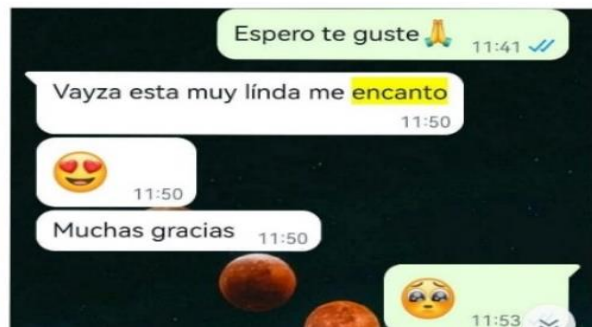 Espero te guste🙏 11:41
Vayza esta muy línda me encanto
11:50
😍 11:50
Muchas gracias 11:50
🥹 11:53